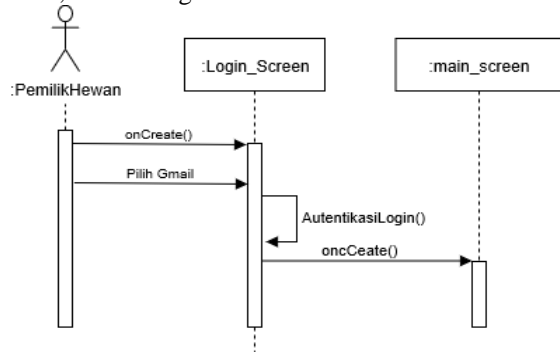 :PemilikHewan
:Login_Screen
:main_screen
onCreate()
Pilih Gmail
AutentikasiLogin()
oncCeate()